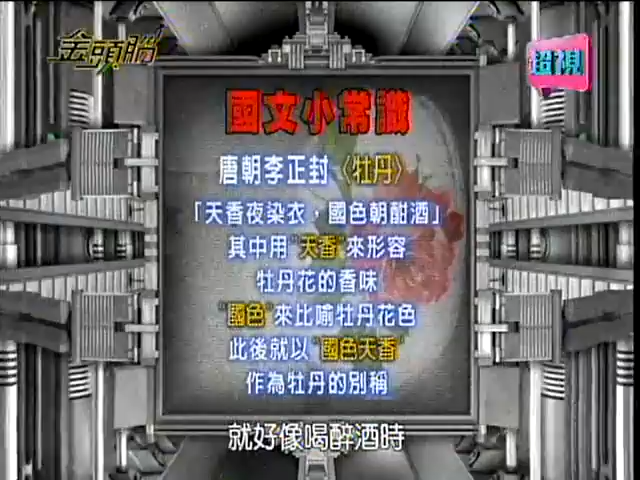 金頭腦
超視
國文小常識
唐朝李正封〈牡丹〉
「天香夜染衣，國色朝酣酒」
其中用"天香"來形容
牡丹花的香味
"國色"來比喻牡丹花色
此後就以"國色天香"
作為牡丹的別稱
就好像喝醉酒時